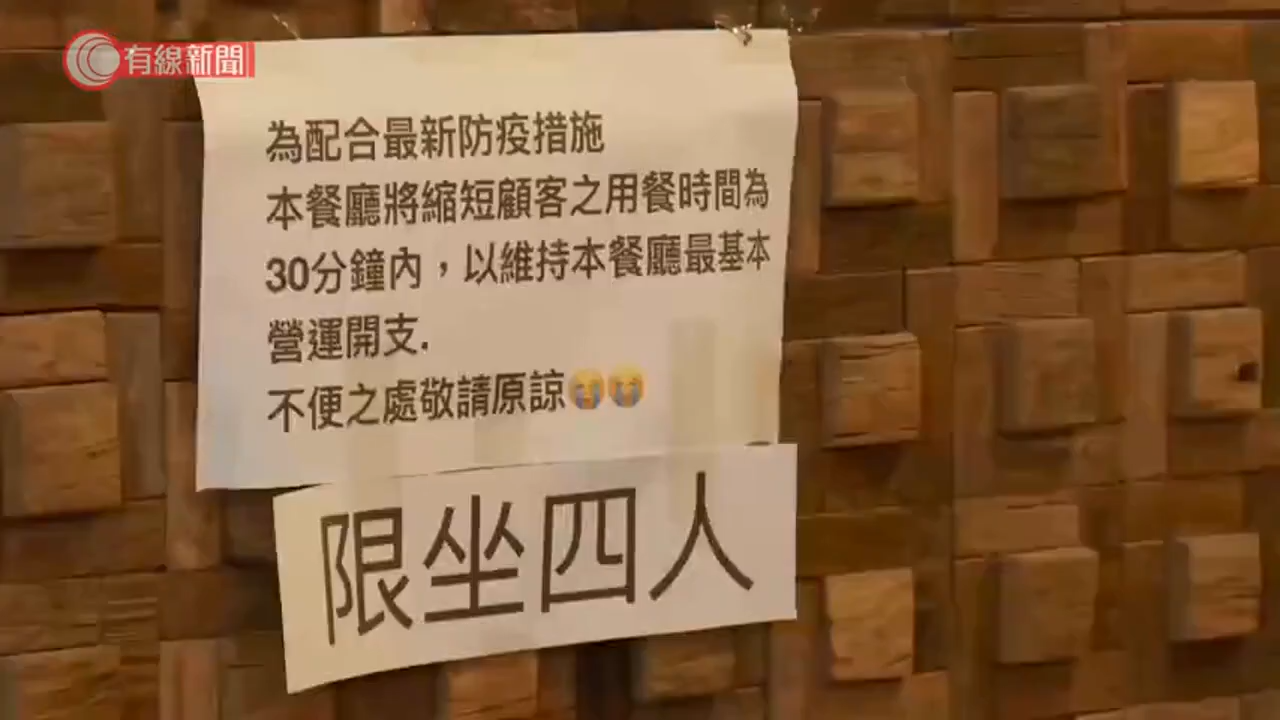 有線新聞
為配合最新防疫措施
本餐廳將縮短顧客之用餐時間為
30分鐘內，以維持本餐廳最基本
營運開支.
不便之處敬請原諒😭😭
限坐四人